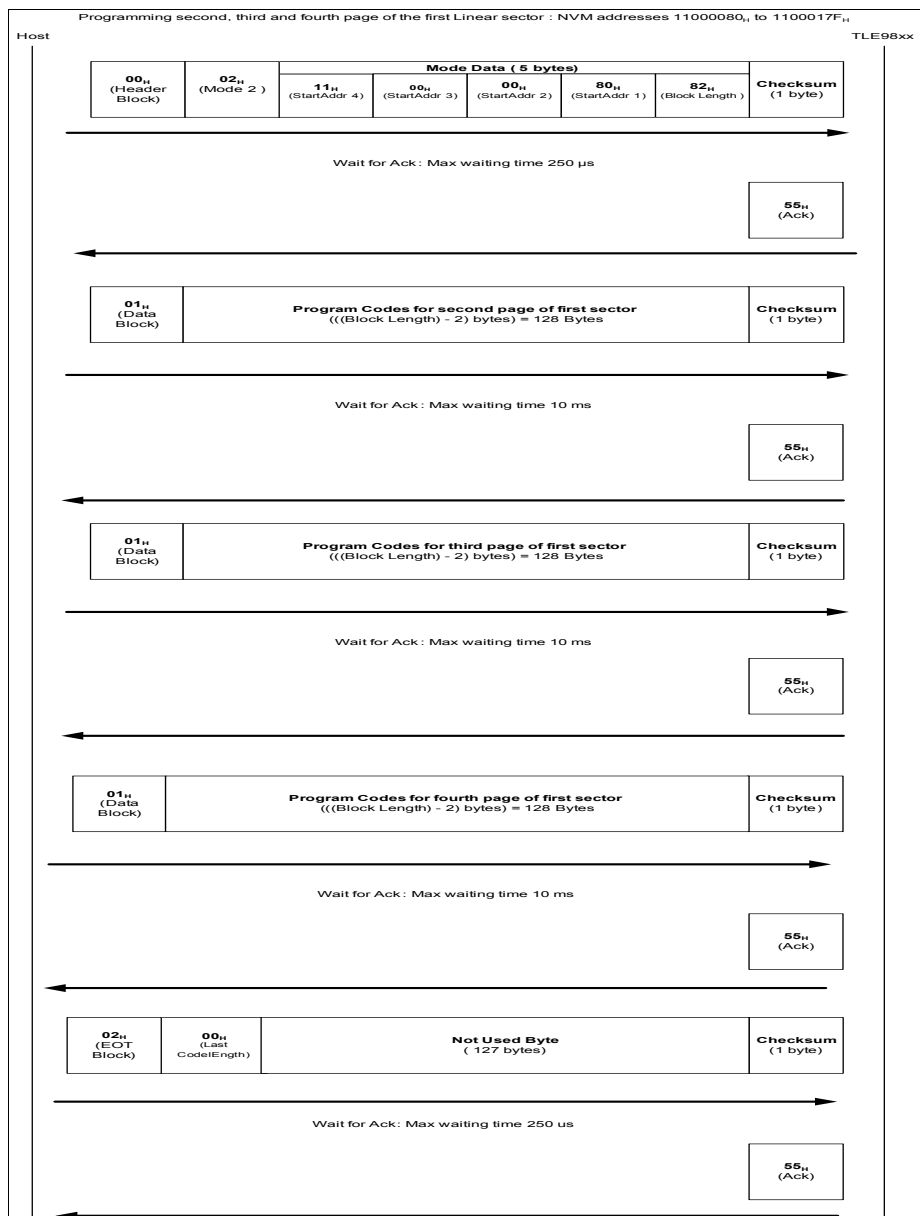 Programming second, third and fourth page of the first Linear sector : NVM addresses 11000080H to 1100017FH
Host
TLE98xx
00H
(Header
Block)
02H
(Mode 2 )
Mode Data ( 5 bytes)
11H
(StartAddr 4)
00H
(StartAddr 3)
00H
(StartAddr 2)
80H
(StartAddr 1)
82H
(Block Length )
Checksum
(1 byte)
Wait for Ack : Max waiting time 250 µs
55H
(Ack)
01H
(Data
Block)
Program Codes for second page of first sector
(((Block Length) - 2) bytes) = 128 Bytes
Checksum
(1 byte)
Wait for Ack : Max waiting time 10 ms
55H
(Ack)
01H
(Data
Block)
Program Codes for third page of first sector
(((Block Length) - 2) bytes) = 128 Bytes
Checksum
(1 byte)
Wait for Ack : Max waiting time 10 ms
55H
(Ack)
01H
(Data
Block)
Program Codes for fourth page of first sector
(((Block Length) - 2) bytes) = 128 Bytes
Checksum
(1 byte)
Wait for Ack : Max waiting time 10 ms
55H
(Ack)
02H
(EOT
Block)
00H
(Last
CodelEngth)
Not Used Byte
( 127 bytes)
Checksum
(1 byte)
Wait for Ack: Max waiting time 250 us
55H
(Ack)